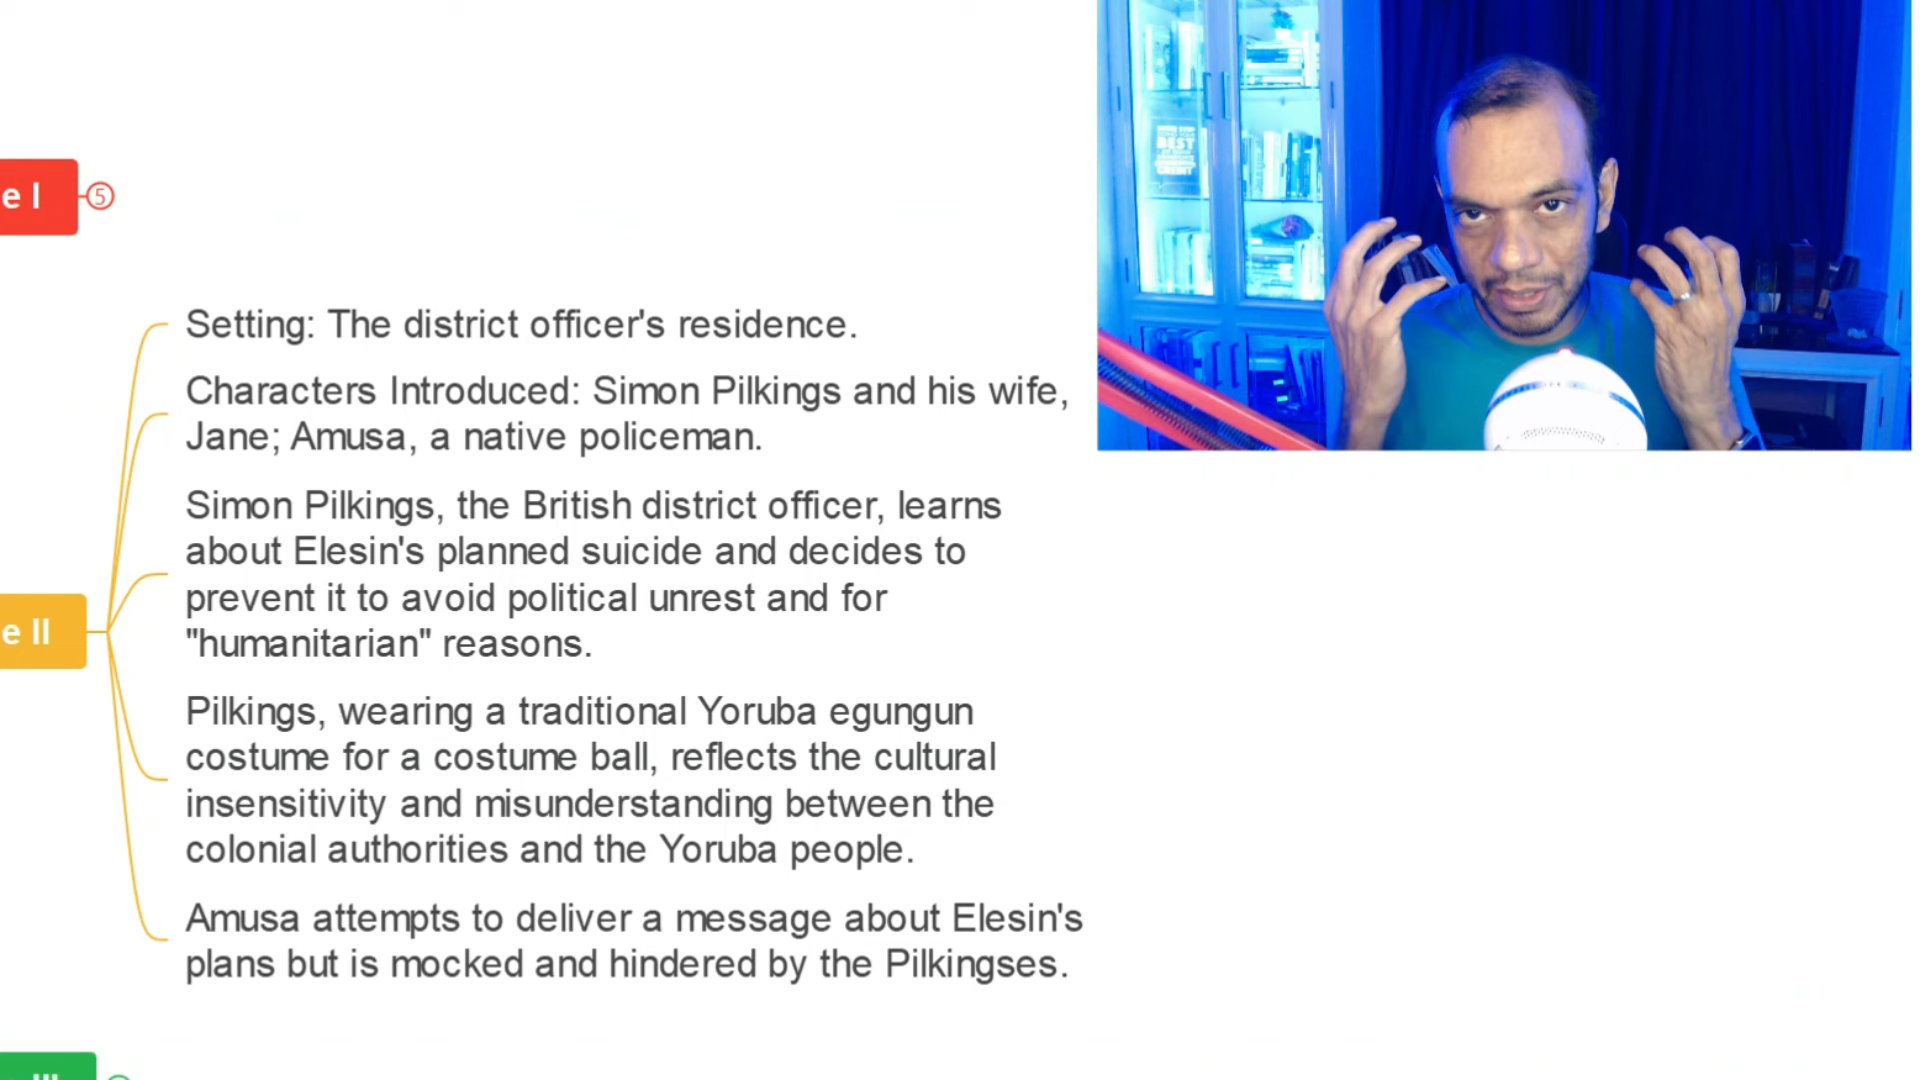 e I
5
Setting: The district officer's residence.
Characters Introduced: Simon Pilkings and his wife,
Jane; Amusa, a native policeman.
Simon Pilkings, the British district officer, learns
about Elesin's planned suicide and decides to
prevent it to avoid political unrest and for
"humanitarian" reasons.
e II
Pilkings, wearing a traditional Yoruba egungun
costume for a costume ball, reflects the cultural
insensitivity and misunderstanding between the
colonial authorities and the Yoruba people.
Amusa attempts to deliver a message about Elesin's
plans but is mocked and hindered by the Pilkingses.
III
BEST
CREDIT